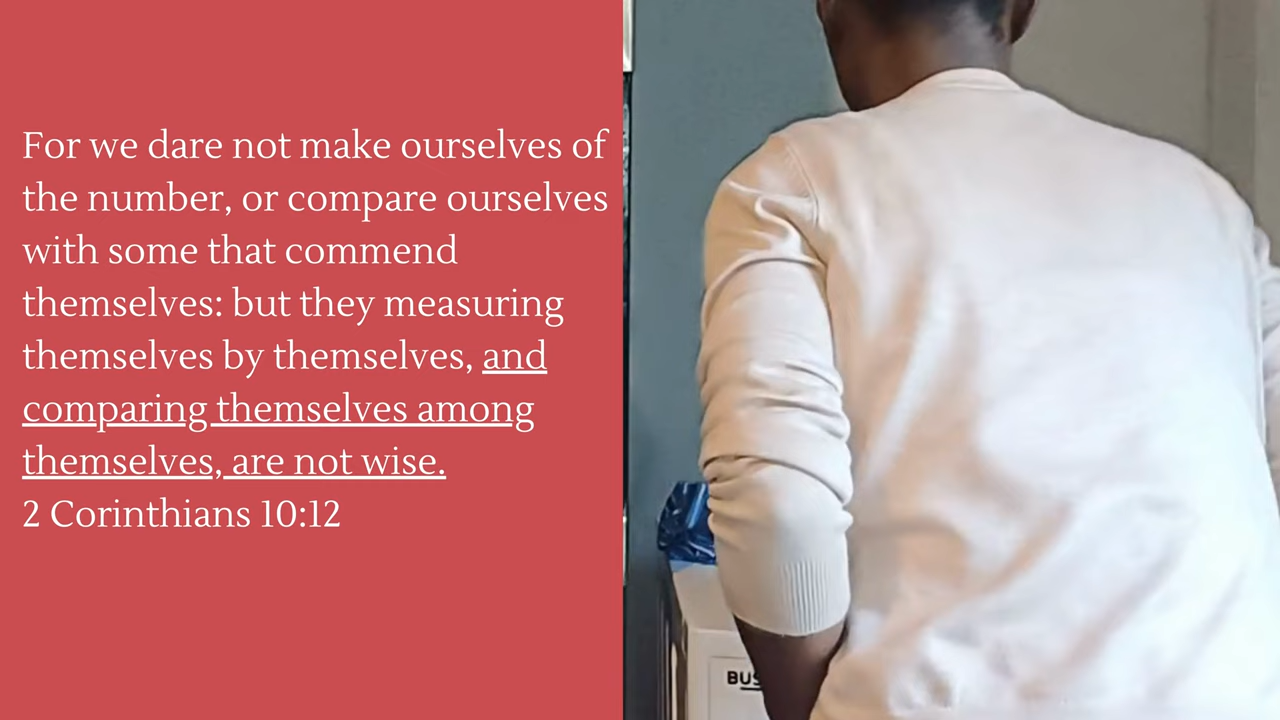 For we dare not make ourselves of
the number, or compare ourselves
with some that commend
themselves: but they measuring
themselves by themselves, and
comparing themselves among
themselves, are not wise.
2 Corinthians 10:12
BUS